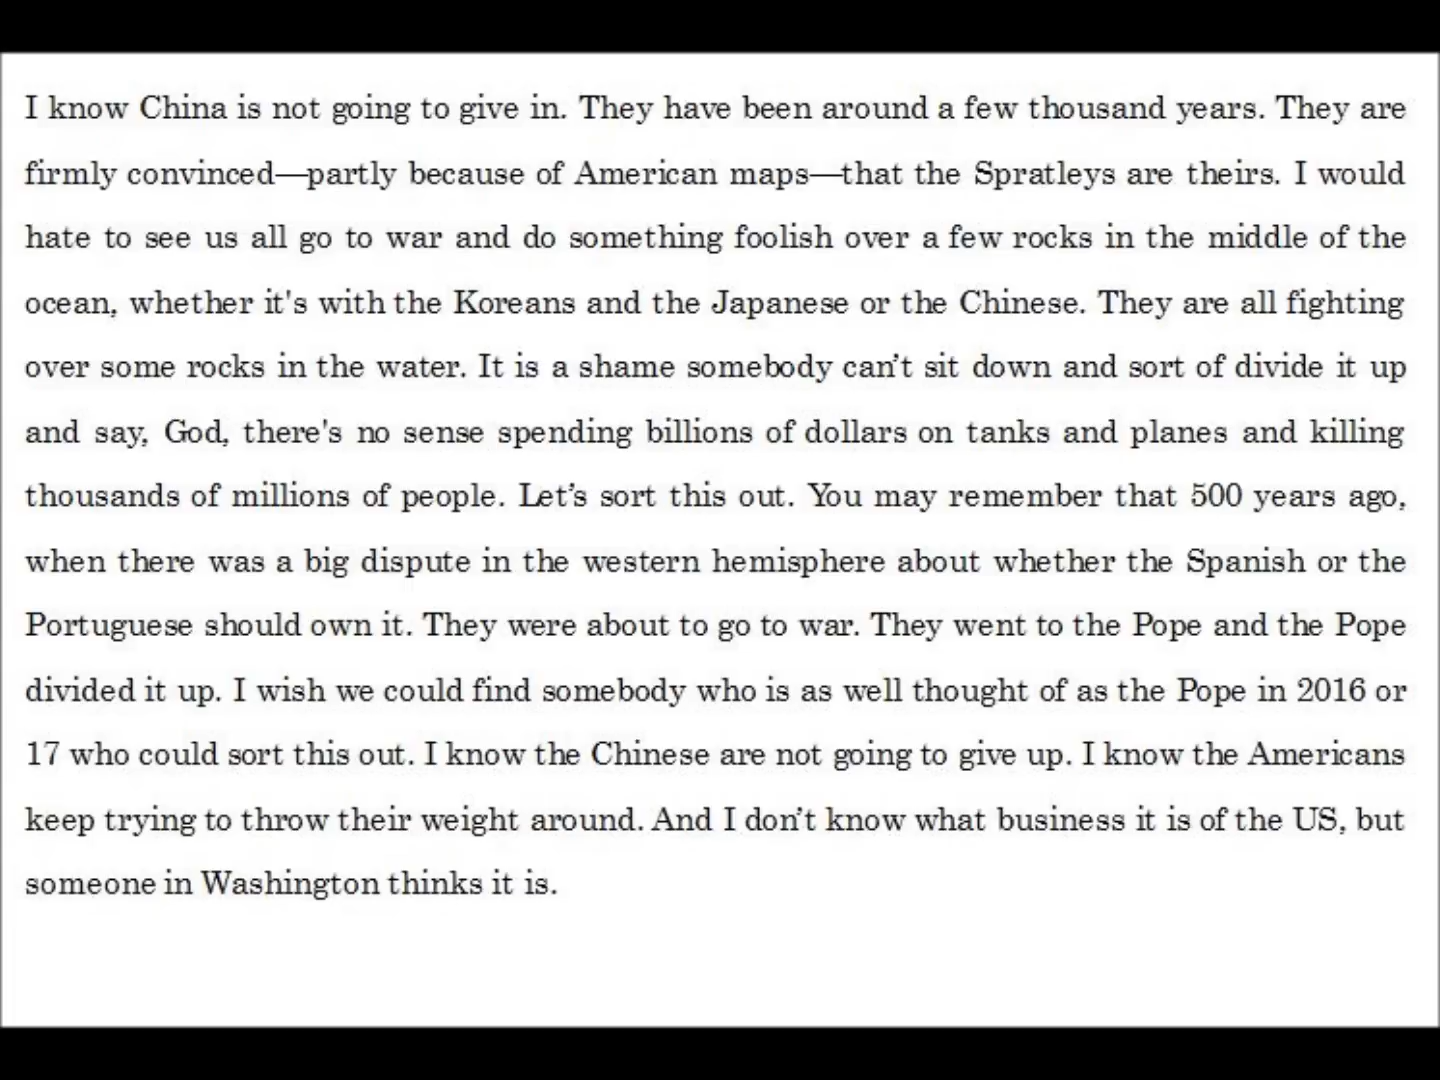 I know China is not going to give in. They have been around a few thousand years. They are
firmly convinced—partly because of American maps—that the Spratleys are theirs. I would
hate to see us all go to war and do something foolish over a few rocks in the middle of the
ocean, whether it's with the Koreans and the Japanese or the Chinese. They are all fighting
over some rocks in the water. It is a shame somebody can't sit down and sort of divide it up
and say, God, there's no sense spending billions of dollars on tanks and planes and killing
thousands of millions of people. Let's sort this out. You may remember that 500 years ago,
when there was a big dispute in the western hemisphere about whether the Spanish or the
Portuguese should own it. They were about to go to war. They went to the Pope and the Pope
divided it up. I wish we could find somebody who is as well thought of as the Pope in 2016 or
17 who could sort this out. I know the Chinese are not going to give up. I know the Americans
keep trying to throw their weight around. And I don't know what business it is of the US, but
someone in Washington thinks it is.